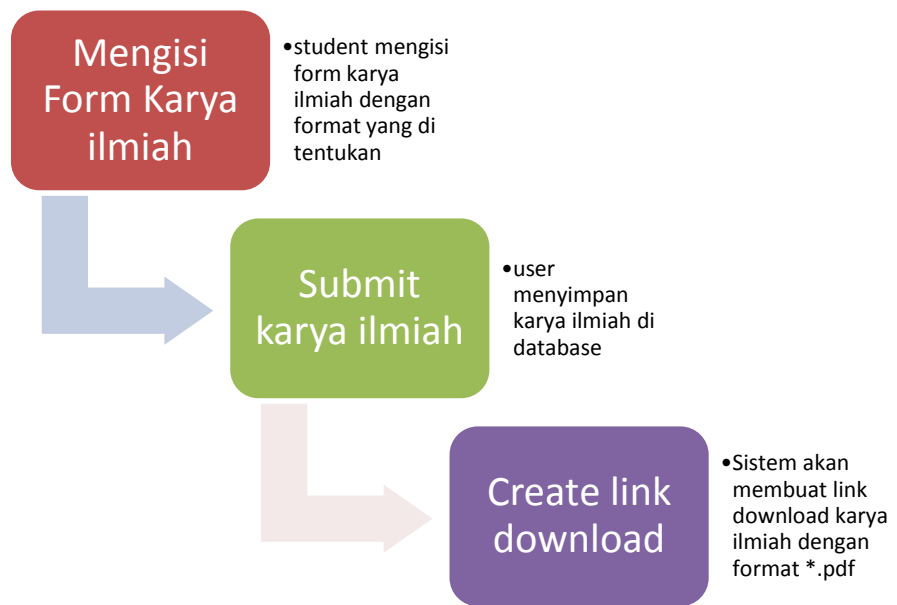 Mengisi
Form Karya
ilmiah
•student mengisi
form karya
ilmiah dengan
format yang di
tentukan
Submit
karya ilmiah
•user
menyimpan
karya ilmiah di
database
Create link
download
•Sistem akan
membuat link
download karya
ilmiah dengan
format *.pdf